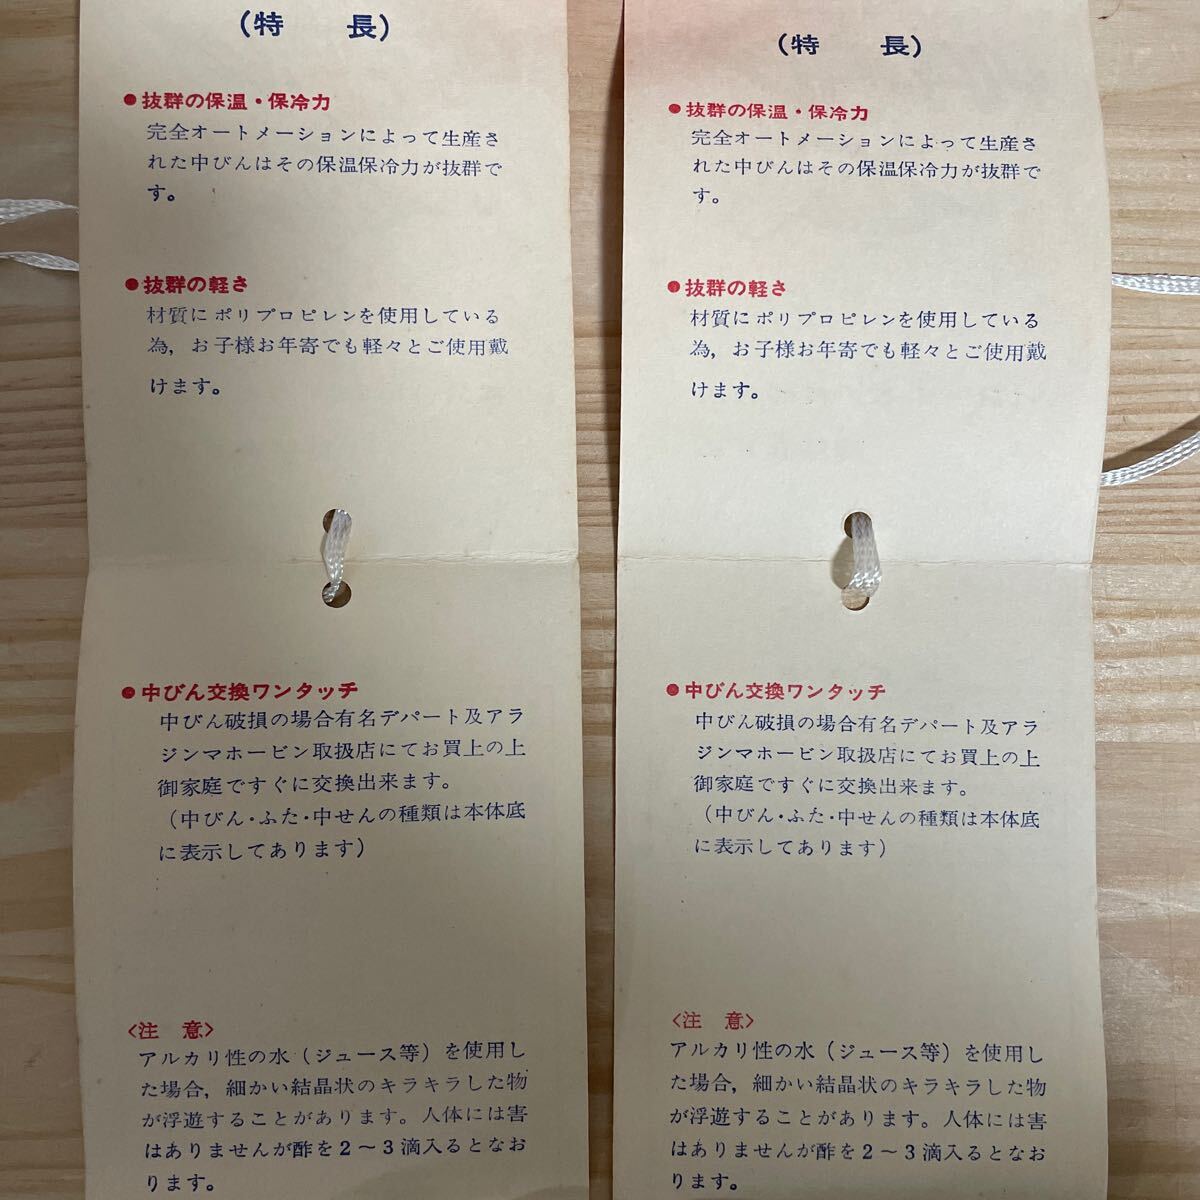 （特　長）
●抜群の保温・保冷力
完全オートメーションによって生産さ
れた中びんはその保温保冷力が抜群で
す。
●抜群の軽さ
材質にポリプロピレンを使用している
為，お子様お年寄でも軽々とご使用戴
けます。
●中びん交換ワンタッチ
中びん破損の場合有名デパート及アラ
ジンマホービン取扱店にてお買上の上
御家庭ですぐに交換出来ます。
（中びん・ふた・中せんの種類は本体底
に表示してあります）
〈注　意〉
アルカリ性の水（ジュース等）を使用し
た場合，細かい結晶状のキラキラした物
が浮遊することがあります。人体には害
はありませんが酢を２～３滴入るとなお
ります。
（特　長）
●抜群の保温・保冷力
完全オートメーションによって生産さ
れた中びんはその保温保冷力が抜群で
す。
●抜群の軽さ
材質にポリプロピレンを使用している
為，お子様お年寄でも軽々とご使用戴
けます。
●中びん交換ワンタッチ
中びん破損の場合有名デパート及アラ
ジンマホービン取扱店にてお買上の上
御家庭ですぐに交換出来ます。
（中びん・ふた・中せんの種類は本体底
に表示してあります）
〈注　意〉
アルカリ性の水（ジュース等）を使用し
た場合，細かい結晶状のキラキラした物
が浮遊することがあります。人体には害
はありませんが酢を２～３滴入るとなお
ります。